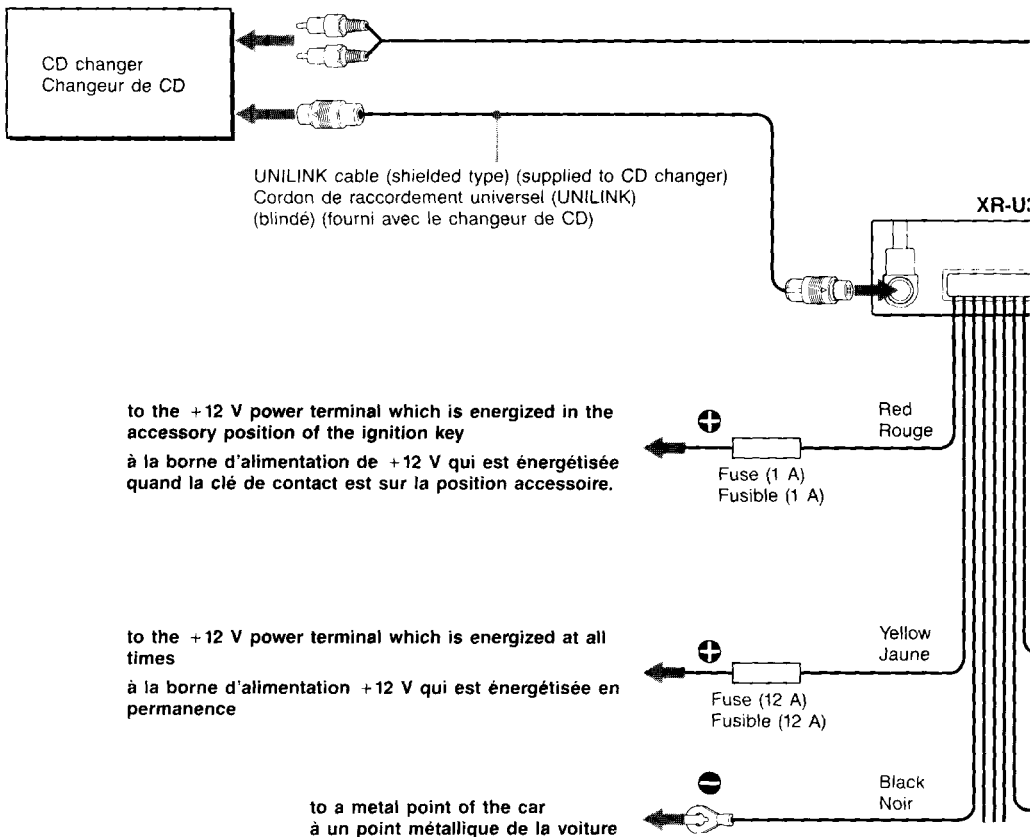 CD changer
Changeur de CD
UNILINK cable (shielded type) (supplied to CD changer)
Cordon de raccordement universel (UNILINK)
(blindé) (fourni avec le changeur de CD)
XR-U3
to the +12 V power terminal which is energized in the
accessory position of the ignition key
à la borne d'alimentation de +12 V qui est énergétisée
quand la clé de contact est sur la position accessoire.
Red
Rouge
Fuse (1 A)
Fusible (1 A)
to the +12 V power terminal which is energized at all
times
à la borne d'alimentation +12 V qui est énergétisée en
permanence
Yellow
Jaune
Fuse (12 A)
Fusible (12 A)
to a metal point of the car
à un point métallique de la voiture
Black
Noir